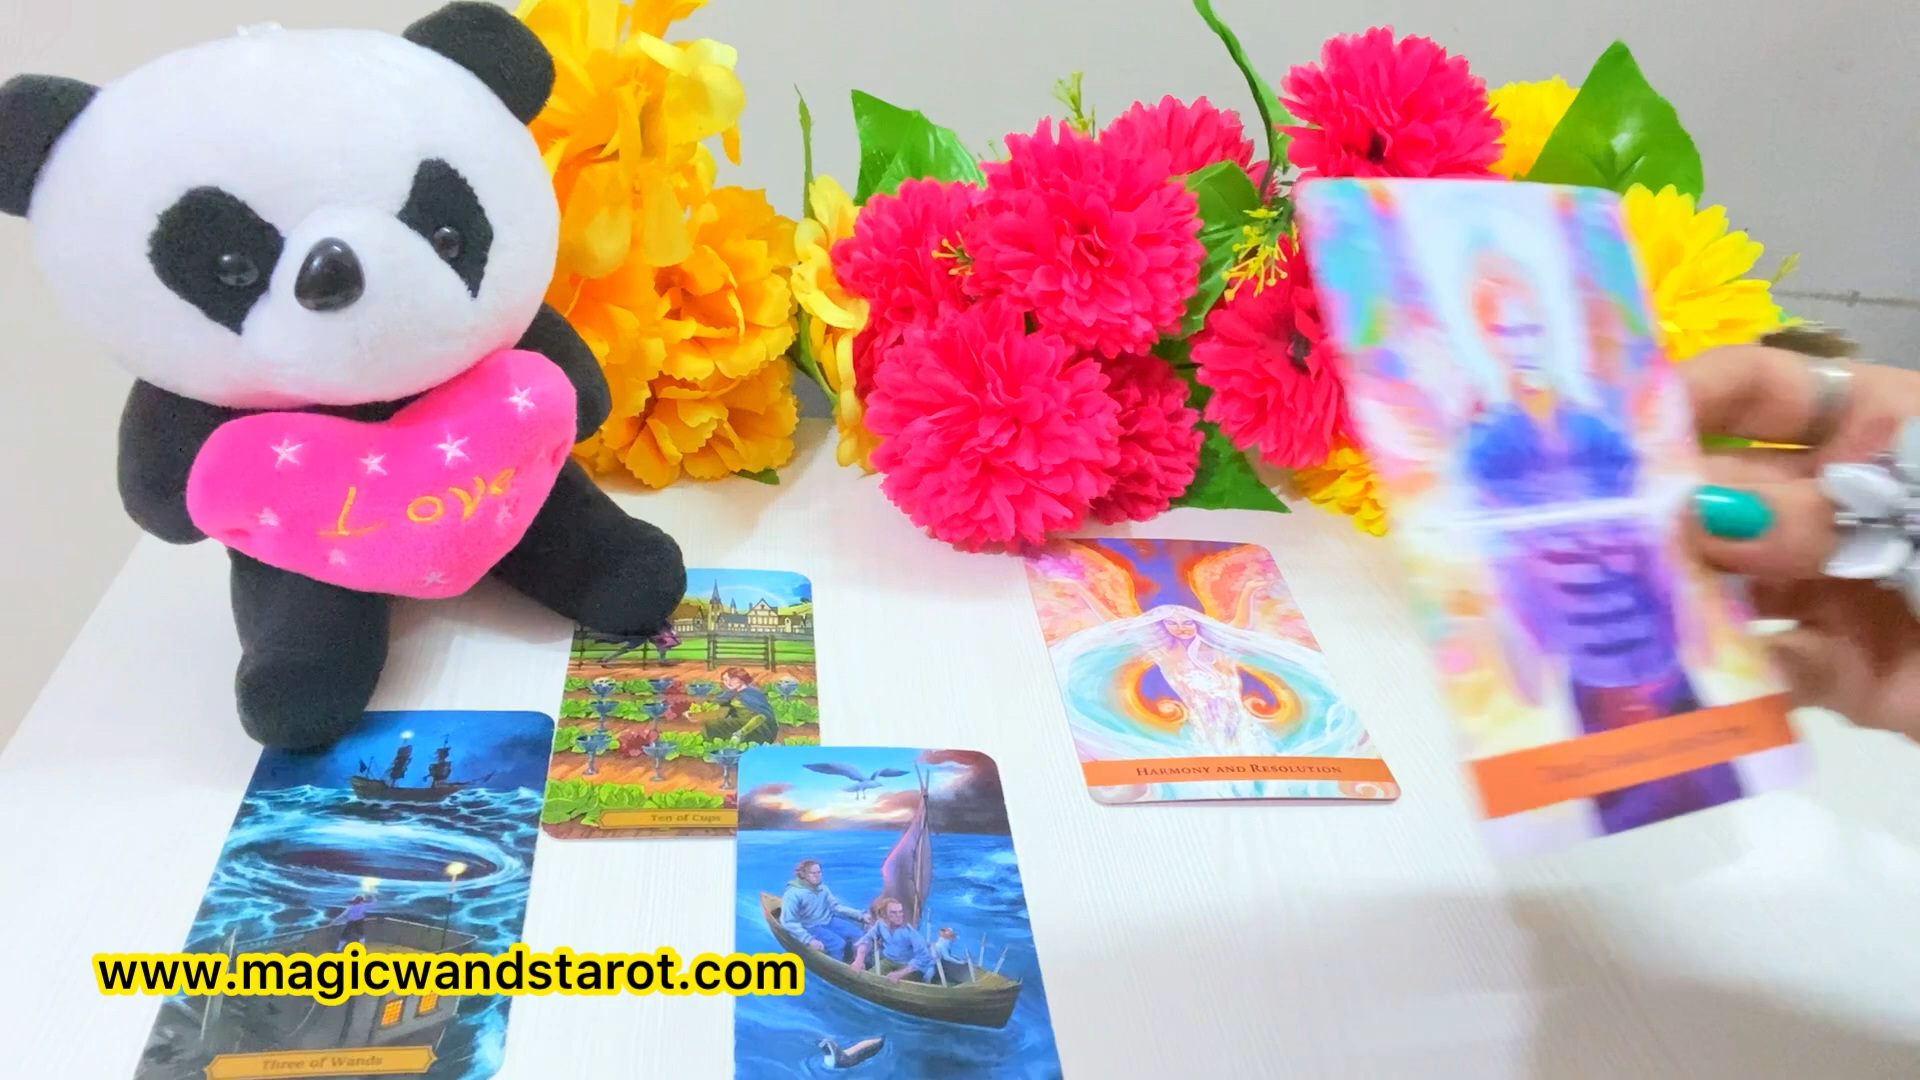 Love
Ten of Cups
Harmony and Resolution
www.magicwandstarot.com
Three of Wands